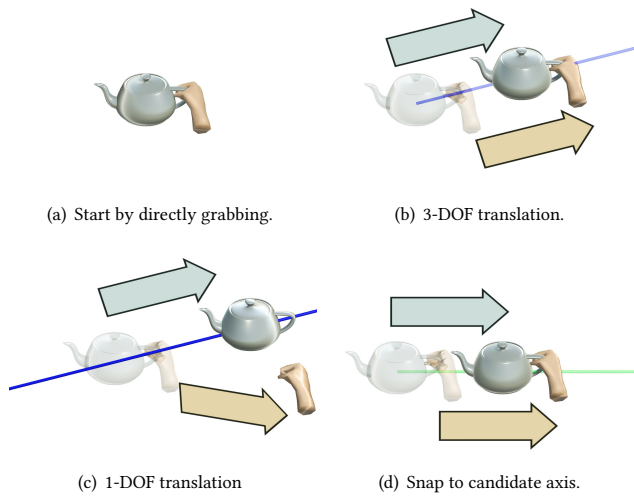 (a) Start by directly grabbing.
(b) 3-DOF translation.
(c) 1-DOF translation
(d) Snap to candidate axis.